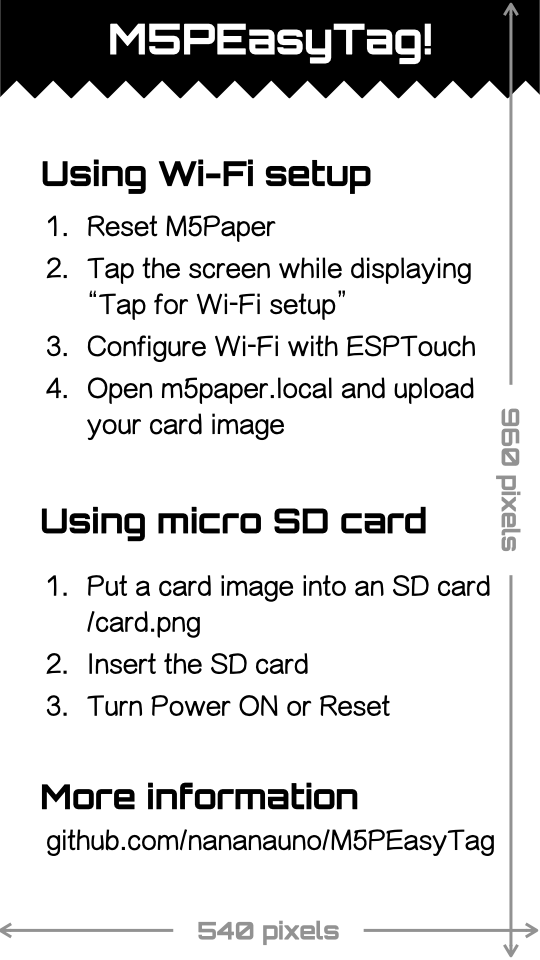 M5PEasyTag!
Using Wi-Fi setup
1. Reset M5Paper
2. Tap the screen while displaying
“Tap for Wi-Fi setup”
3. Configure Wi-Fi with ESPTouch
4. Open m5paper.local and upload
your card image
960 pixels
Using micro SD card
1. Put a card image into an SD card
/card.png
2. Insert the SD card
3. Turn Power ON or Reset
More information
github.com/nananauno/M5PEasyTag
540 pixels